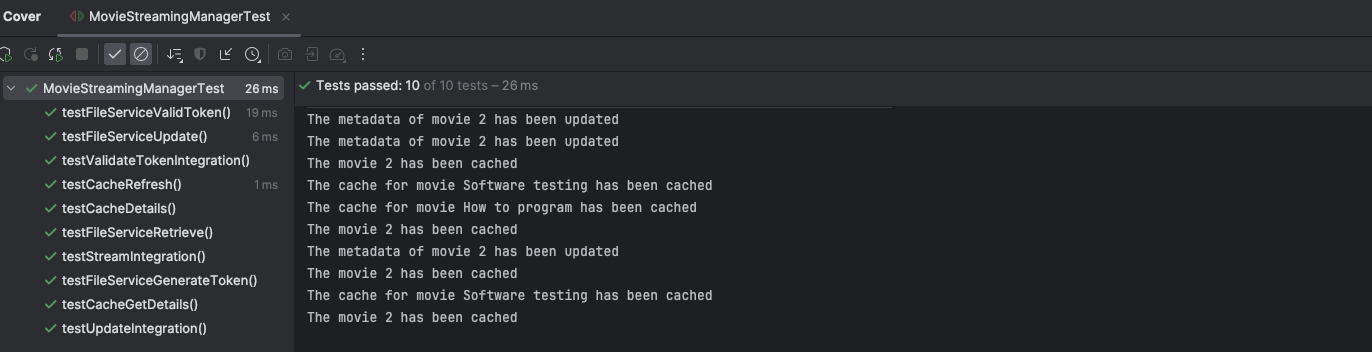 Cover MovieStreamingManagerTest
MovieStreamingManagerTest 26 ms
testFileServiceValidToken() 19 ms
testFileServiceUpdate() 6 ms
testValidateTokenIntegration()
testCacheRefresh() 1 ms
testCacheDetails()
testFileServiceRetrieve()
testStreamIntegration()
testFileServiceGenerateToken()
testCacheGetDetails()
testUpdateIntegration()
Tests passed: 10 of 10 tests – 26 ms
The metadata of movie 2 has been updated
The metadata of movie 2 has been updated
The movie 2 has been cached
The cache for movie Software testing has been cached
The cache for movie How to program has been cached
The movie 2 has been cached
The metadata of movie 2 has been updated
The movie 2 has been cached
The cache for movie Software testing has been cached
The movie 2 has been cached